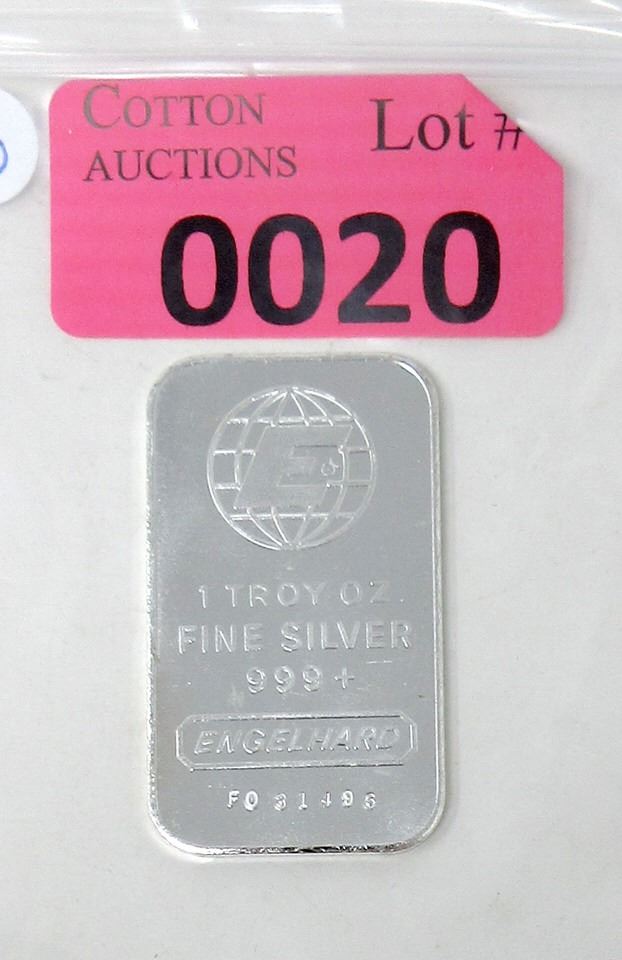 COTTON
AUCTIONS
Lot #
0020
E
1 TROY OZ.
FINE SILVER
999+
ENGELHARD
FO 31496